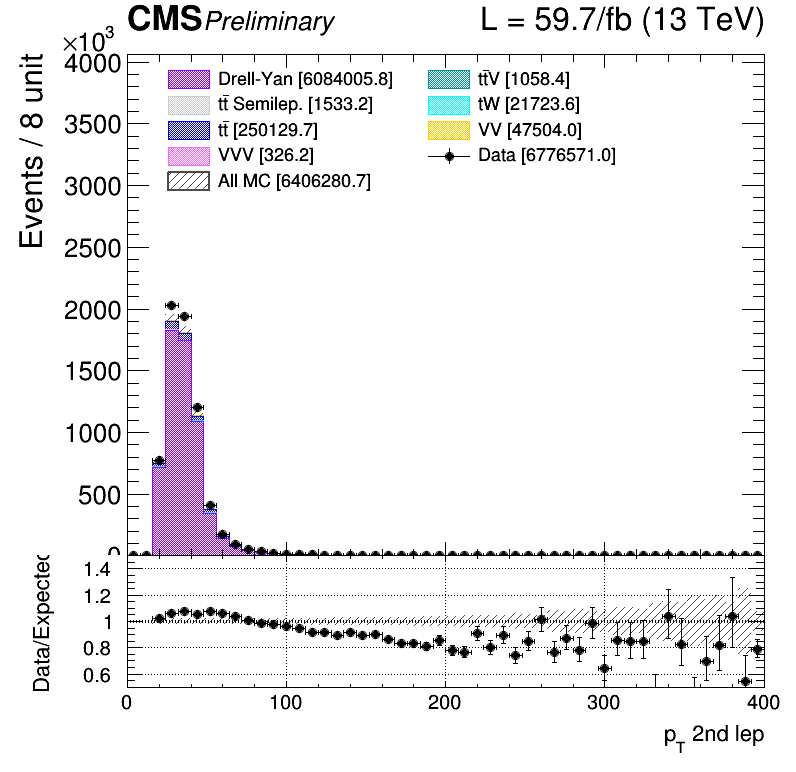 CMS Preliminary L = 59.7/fb (13 TeV)
×10³
Events / 8 unit
4000
3500
3000
2500
2000
1500
1000
500
0
Drell-Yan [6084005.8]
tt̄ Semilep. [1533.2]
tt̄ [250129.7]
VVV [326.2]
All MC [6406280.7]
tt̄V [1058.4]
tW [21723.6]
VV [47504.0]
Data [6776571.0]
Data/Expected
1.4
1.2
1
0.8
0.6
0 100 200 300 400
p_T 2nd lep